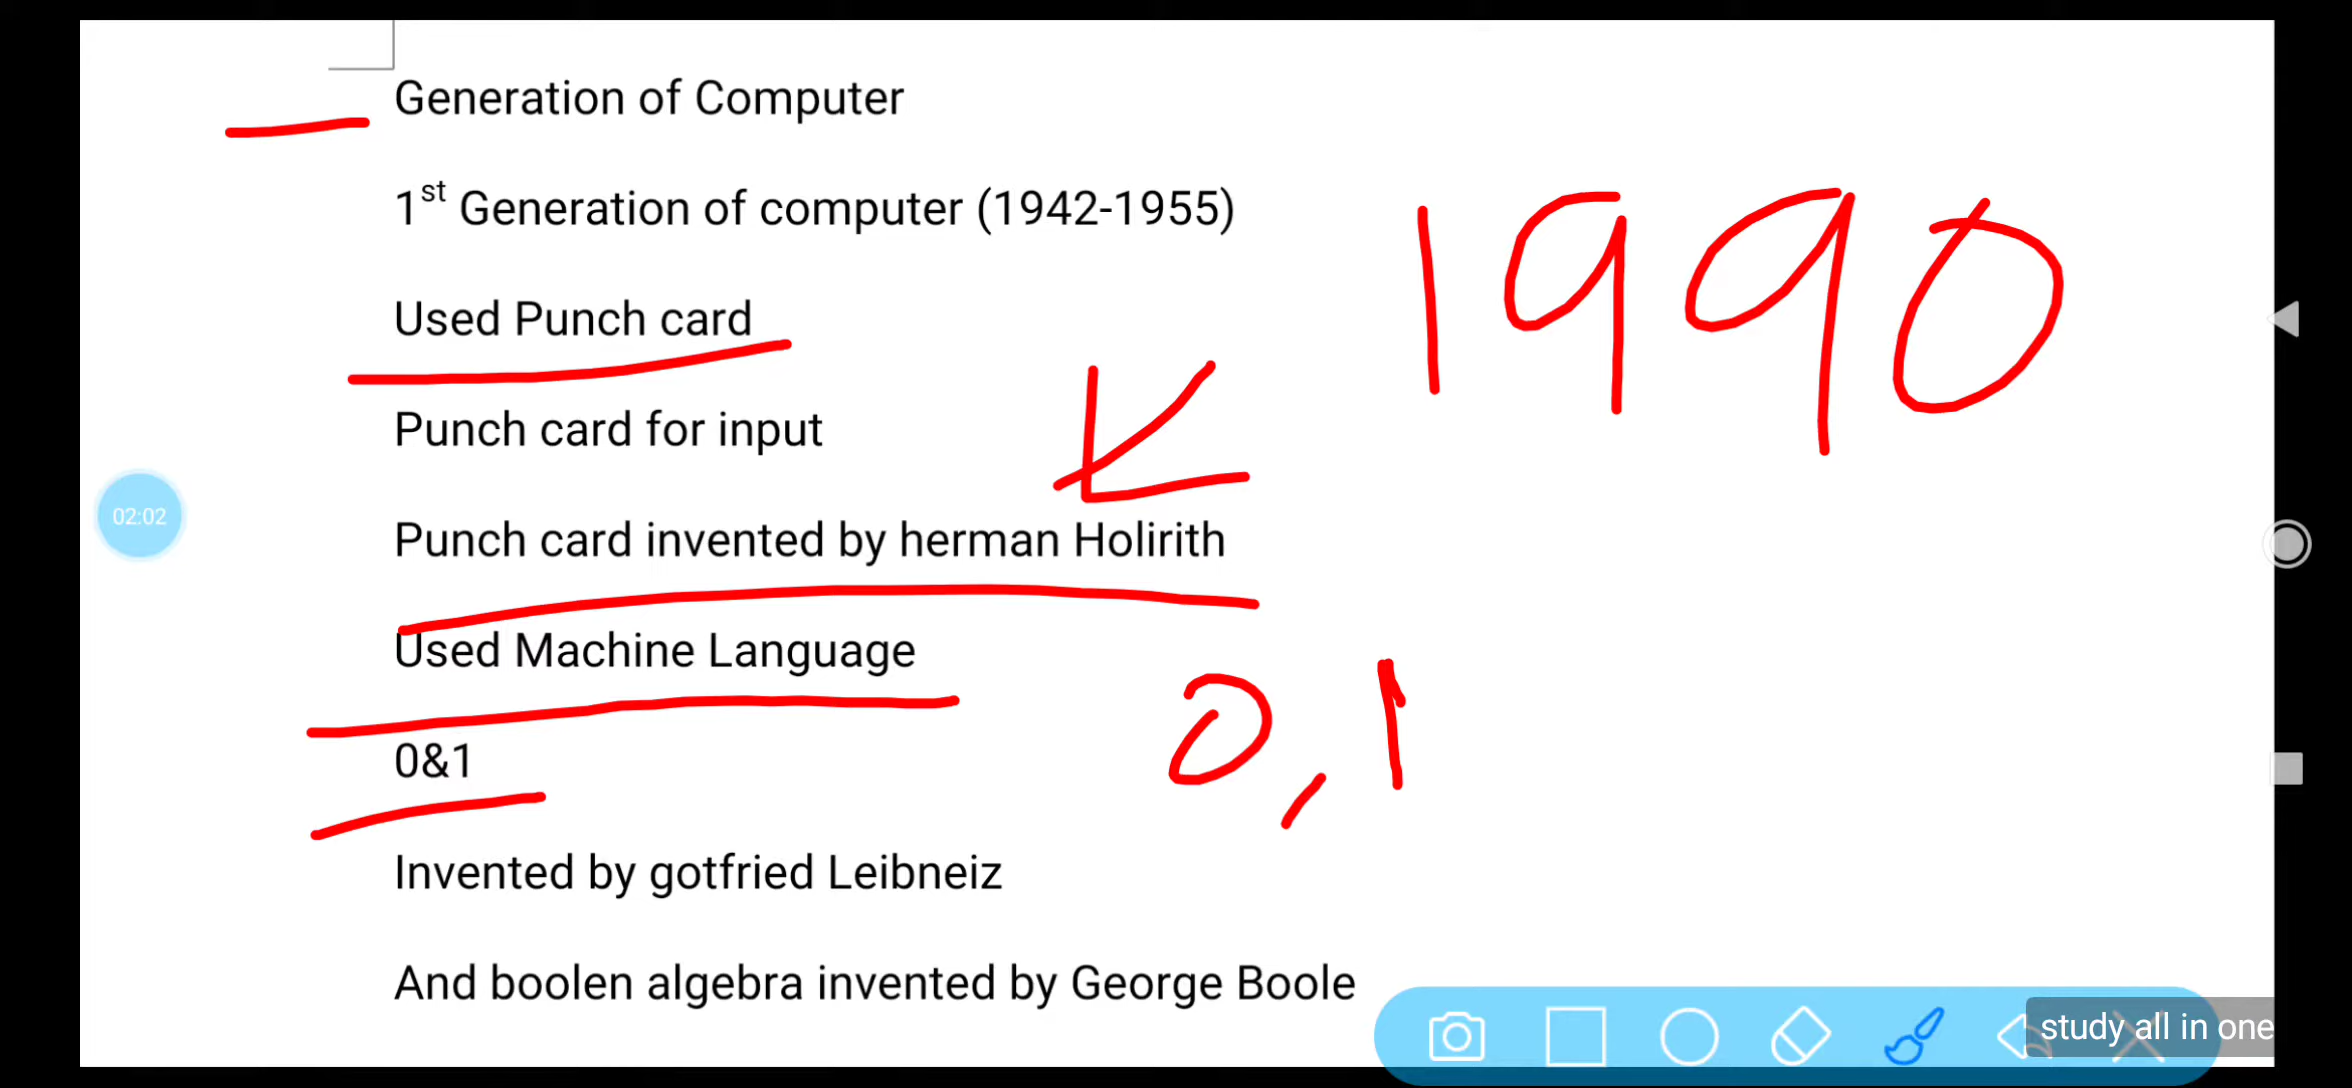 Generation of Computer
1st Generation of computer (1942-1955)
1990
Used Punch card
Punch card for input
02:02
Punch card invented by herman Holirith
Used Machine Language
0,1
0&1
Invented by gotfried Leibneiz
And boolen algebra invented by George Boole
study all in one